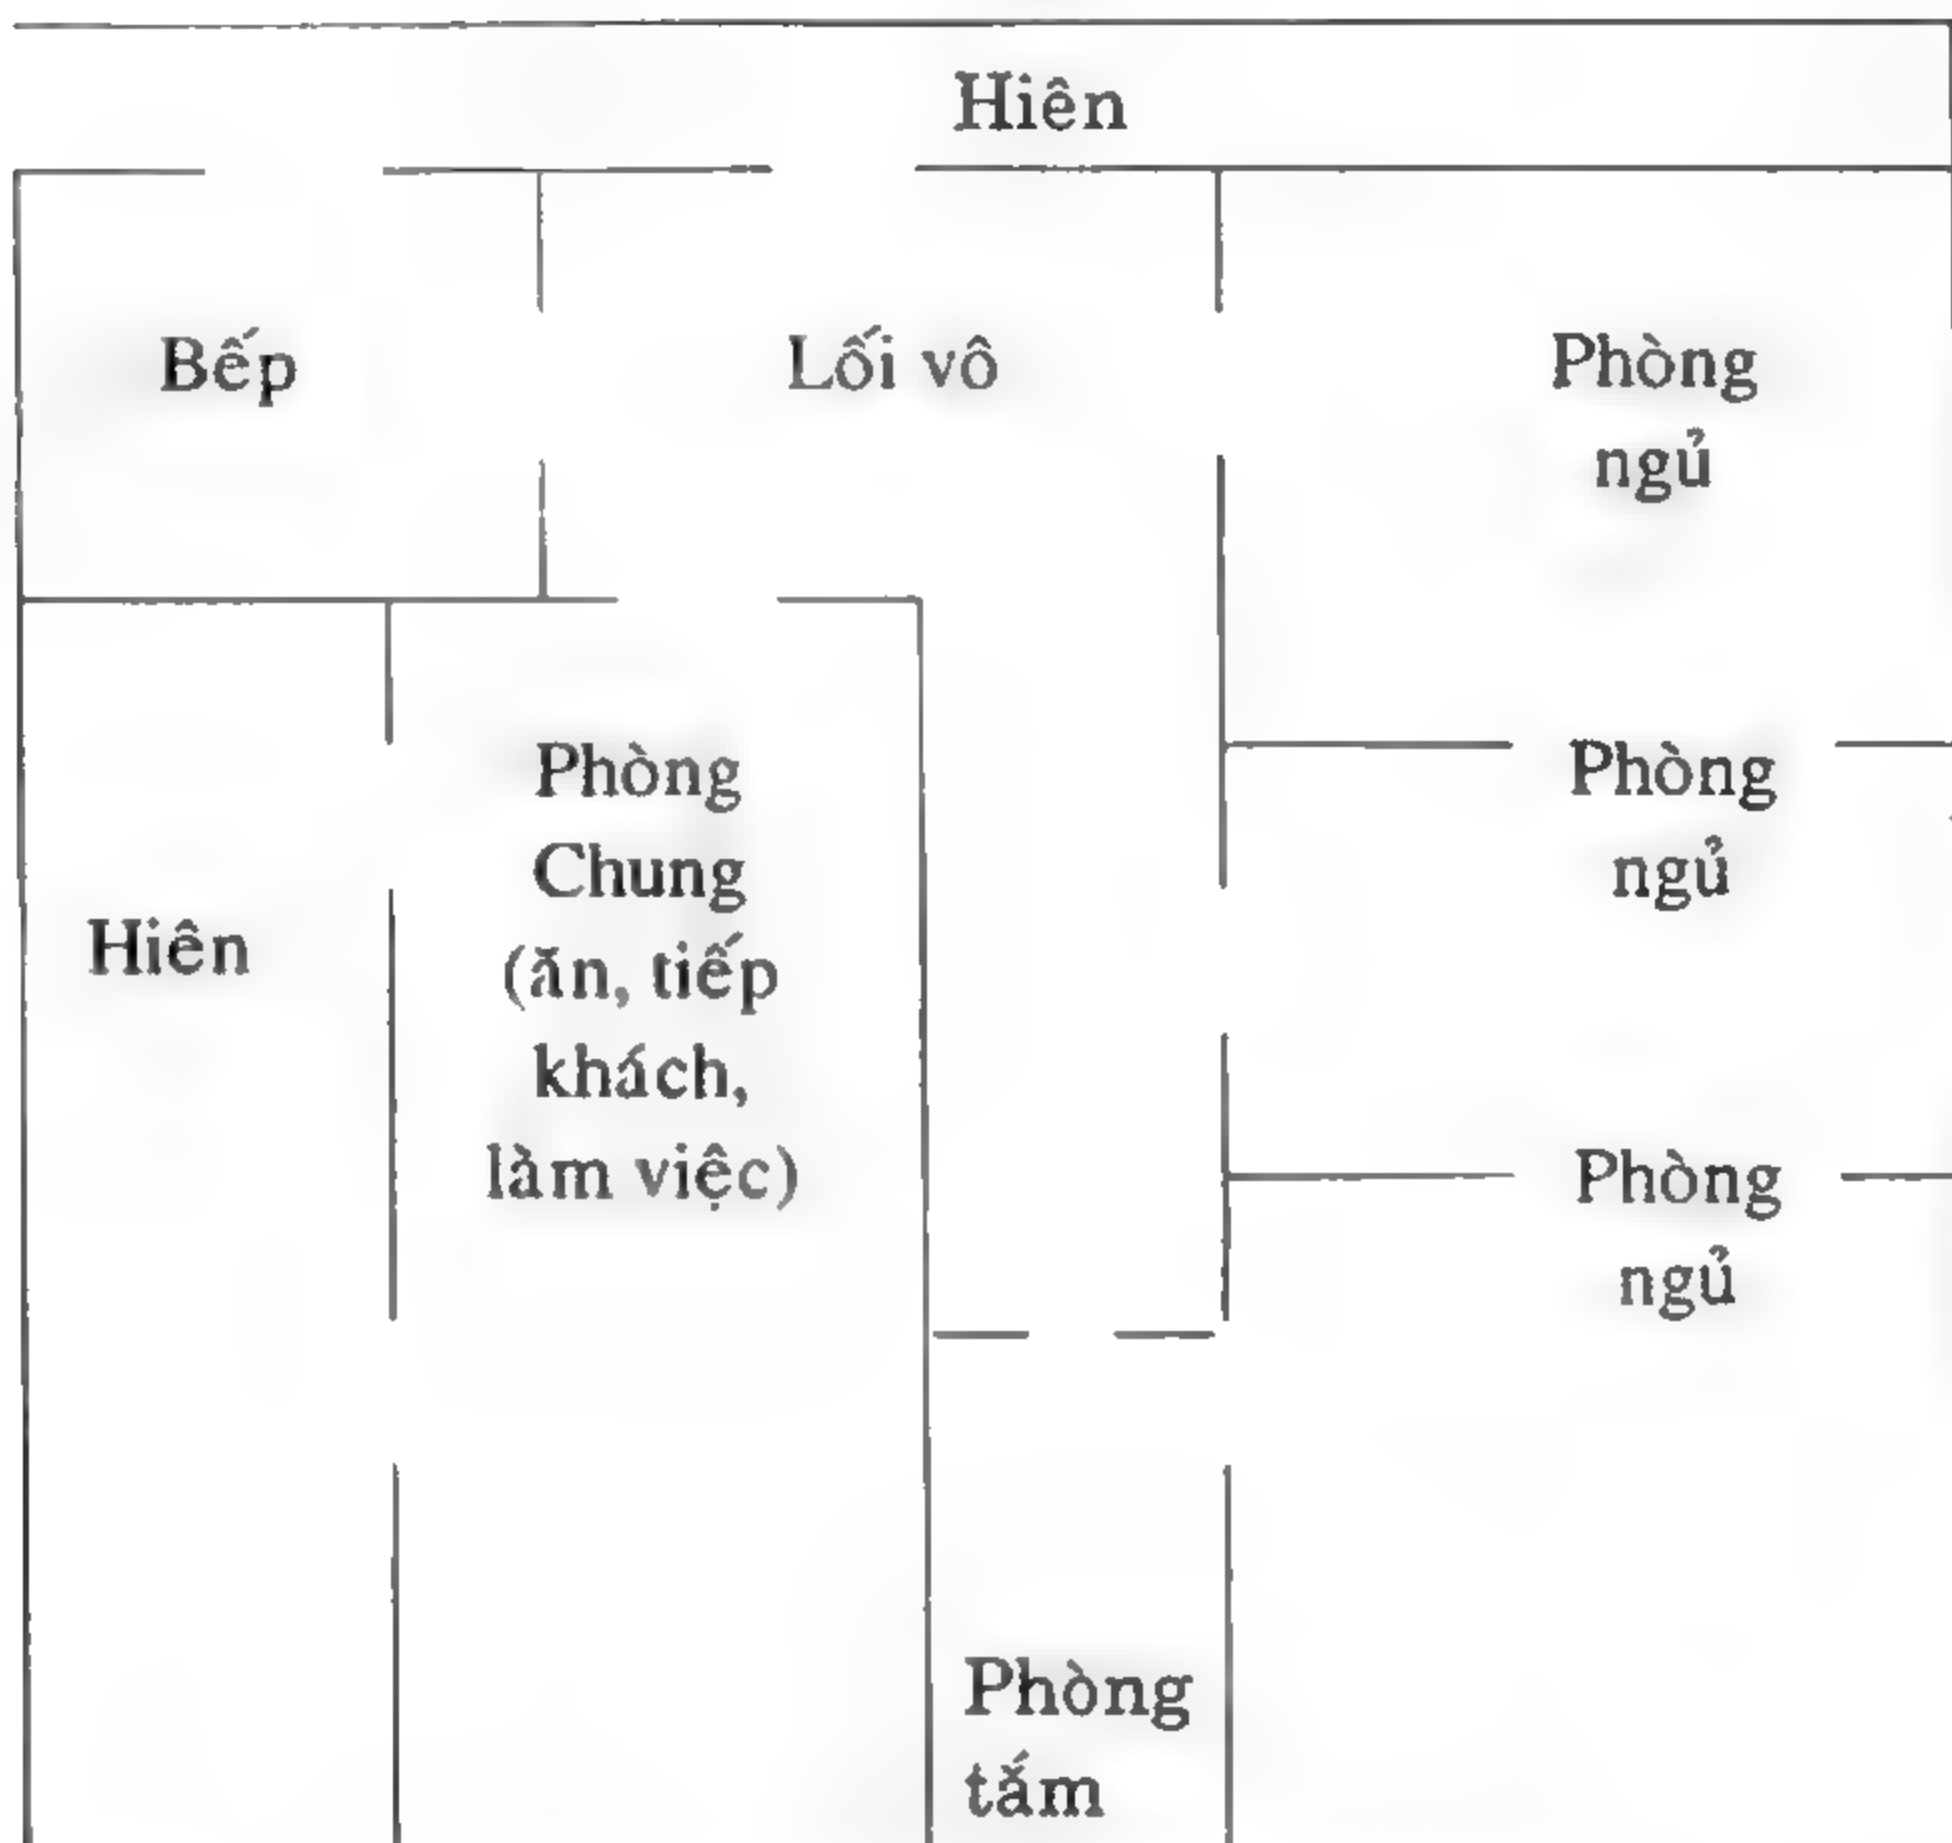 Hiên
Bếp
Lối vô
Phòng
ngủ
Phòng
Chung
(ăn, tiếp
khách,
làm việc)
Phòng
ngủ
Hiên
Phòng
ngủ
Phòng
tắm